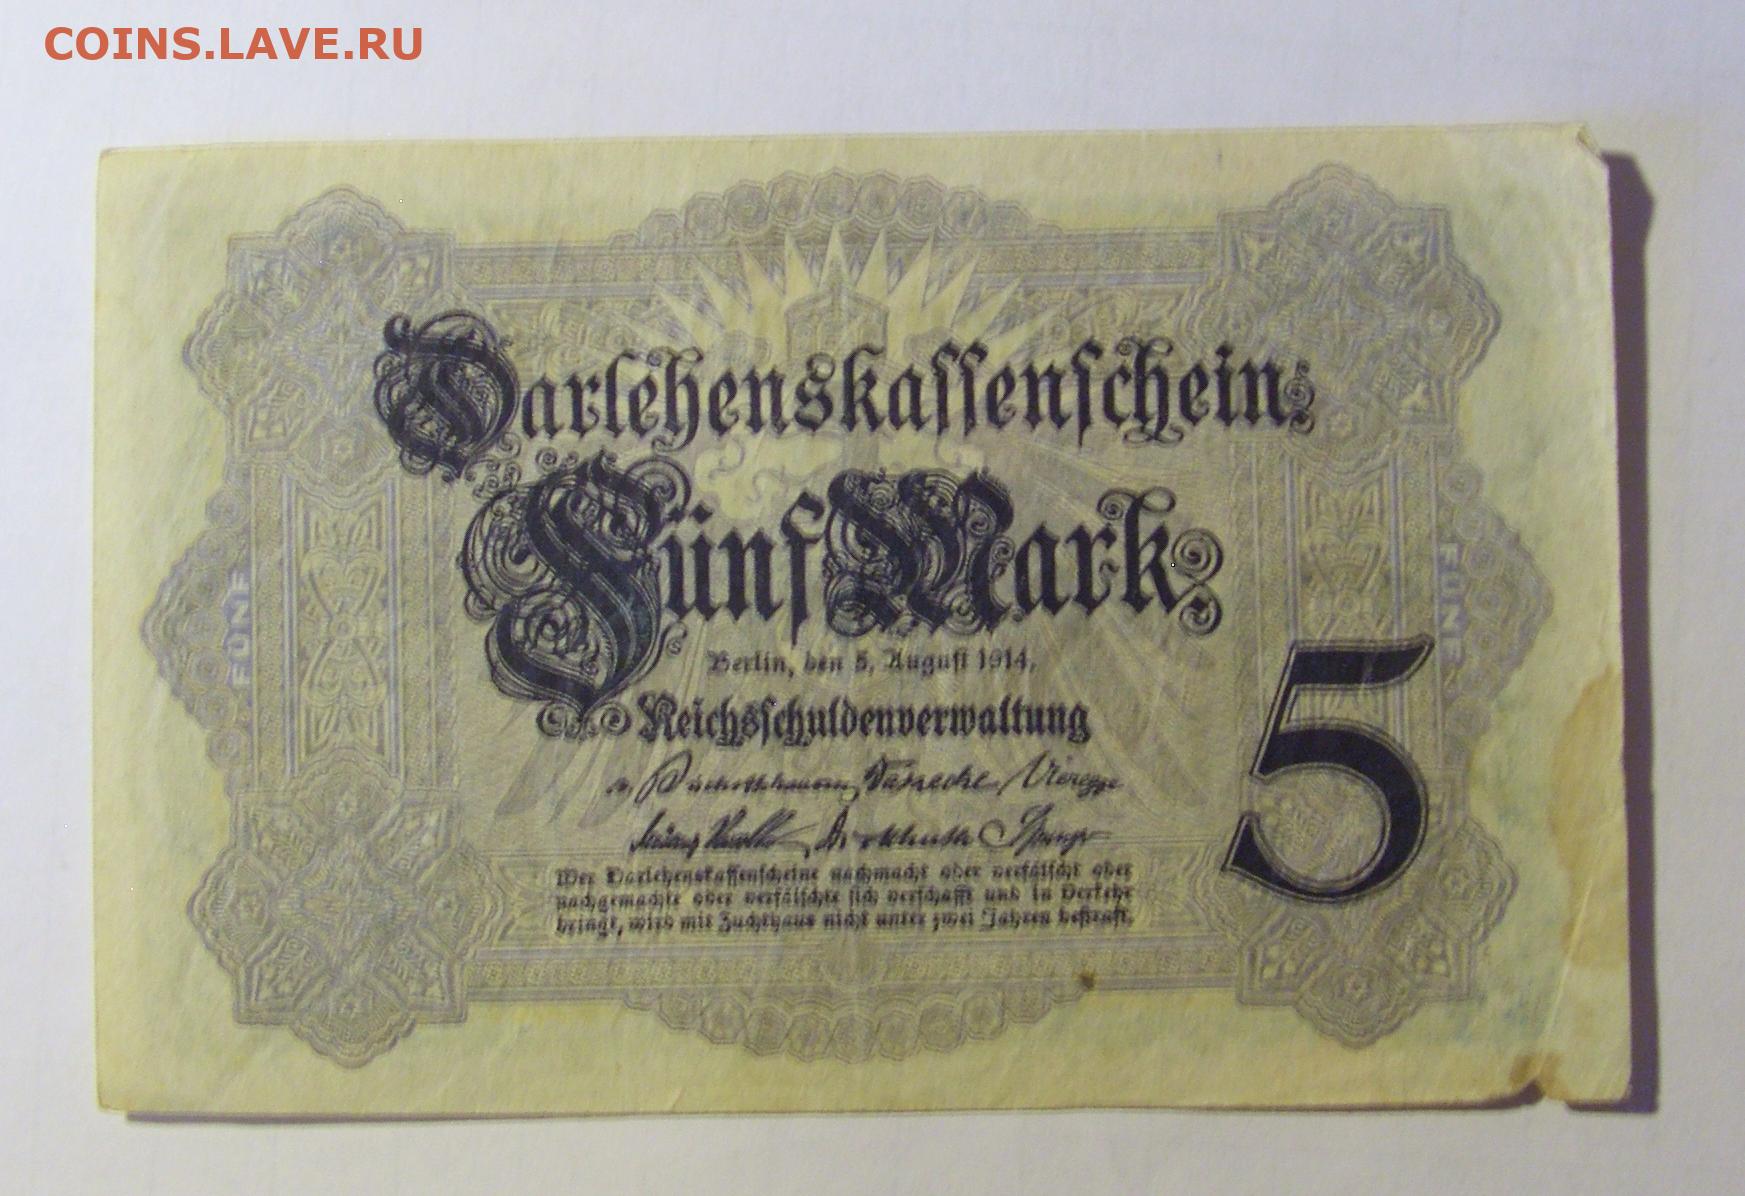 COINS.LAVE.RU
Darlehenskassenschein.
Fünf Mark.
FÜNF
FÜNF
Berlin, den 5. August 1914.
Reichsschuldenverwaltung
5
Wer Darlehenskassenscheine nachmacht oder verfälscht oder
nachgemachte oder verfälschte sich verschafft und in Verkehr
bringt, wird mit Zuchthaus nicht unter zwei Jahren bestraft.